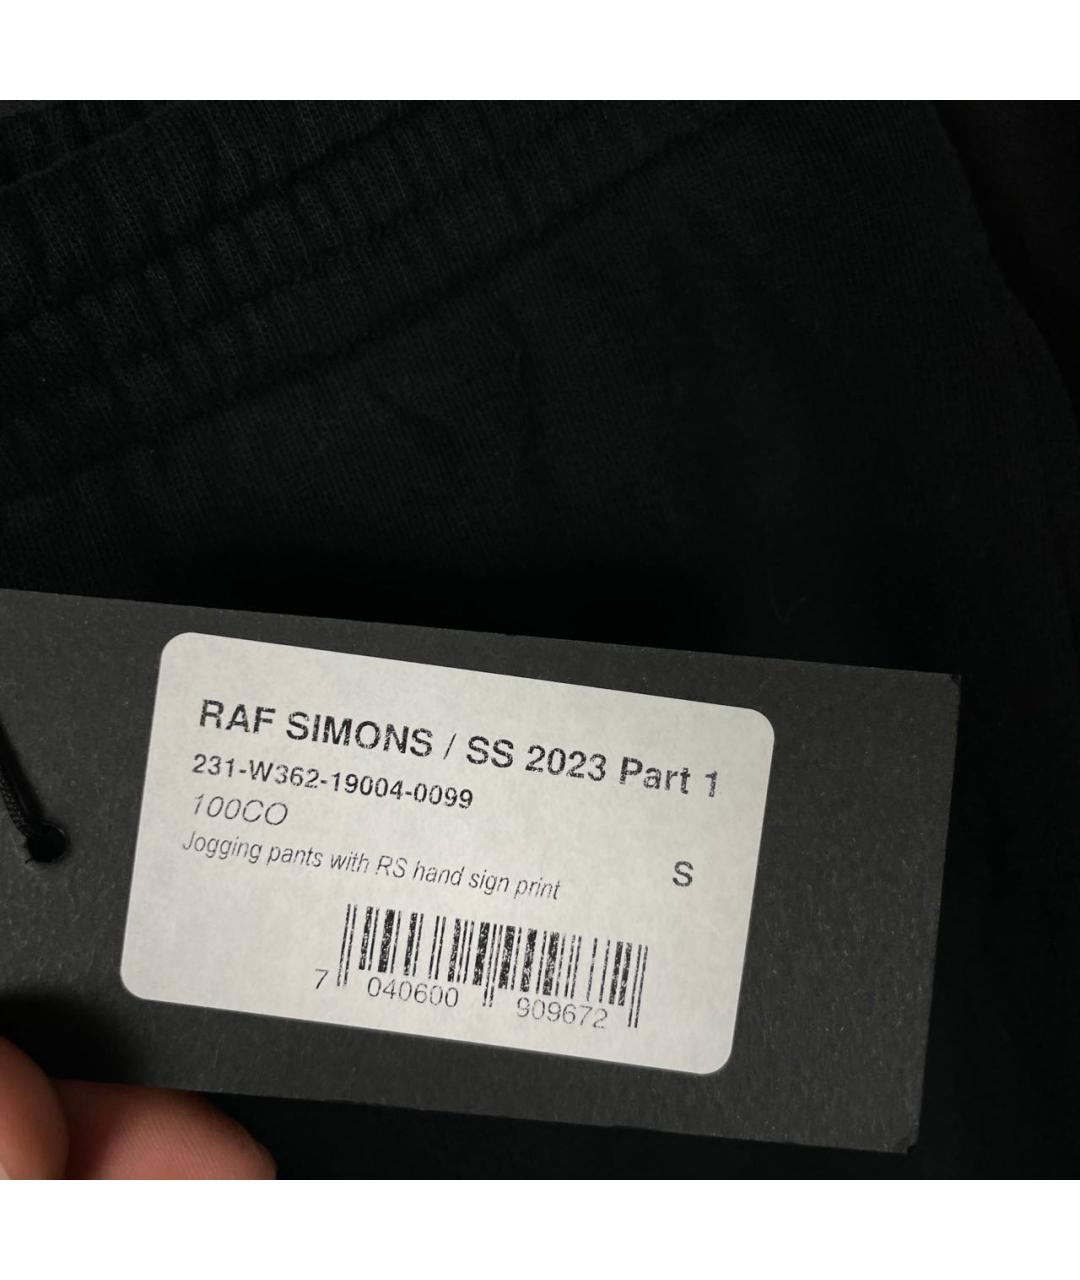 RAF SIMONS / SS 2023 Part 1
231-W362-19004-0099
100CO
Jogging pants with RS hand sign print
S
7 040600 909672